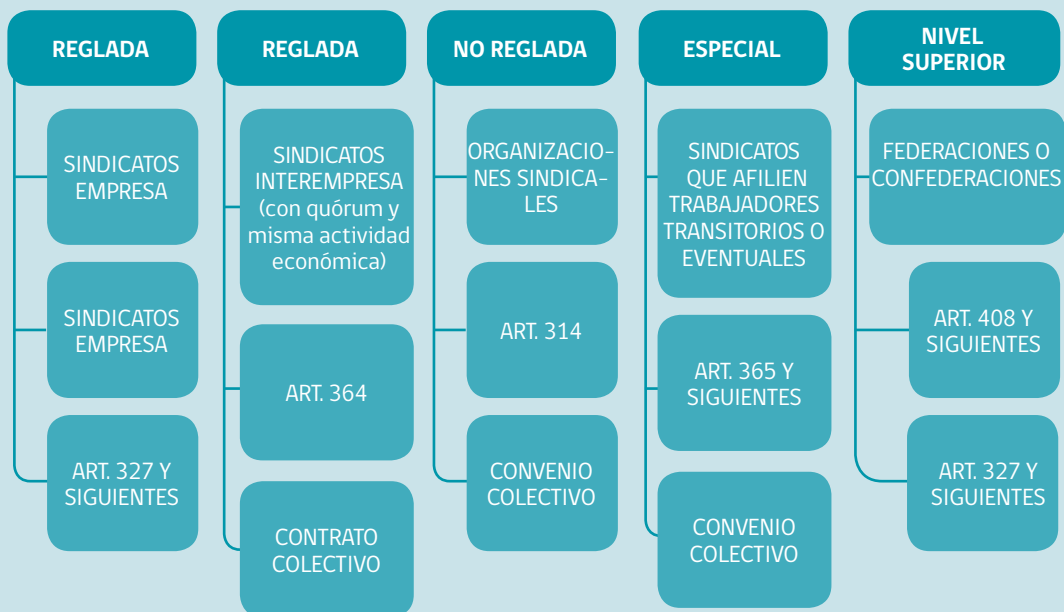 REGLADA
SINDICATOS
EMPRESA
SINDICATOS
EMPRESA
ART. 327 Y
SIGUIENTES
REGLADA
SINDICATOS
INTEREMPRESA
(con quórum y
misma actividad
económica)
ART. 364
CONTRATO
COLECTIVO
NO REGLADA
ORGANIZACIO-
NES SINDICA-
LES
ART. 314
CONVENIO
COLECTIVO
ESPECIAL
SINDICATOS
QUE AFILIEN
TRABAJADORES
TRANSITORIOS O
EVENTUALES
ART. 365 Y
SIGUIENTES
CONVENIO
COLECTIVO
NIVEL
SUPERIOR
FEDERACIONES O
CONFEDERACIONES
ART. 408 Y
SIGUIENTES
ART. 327 Y
SIGUIENTES